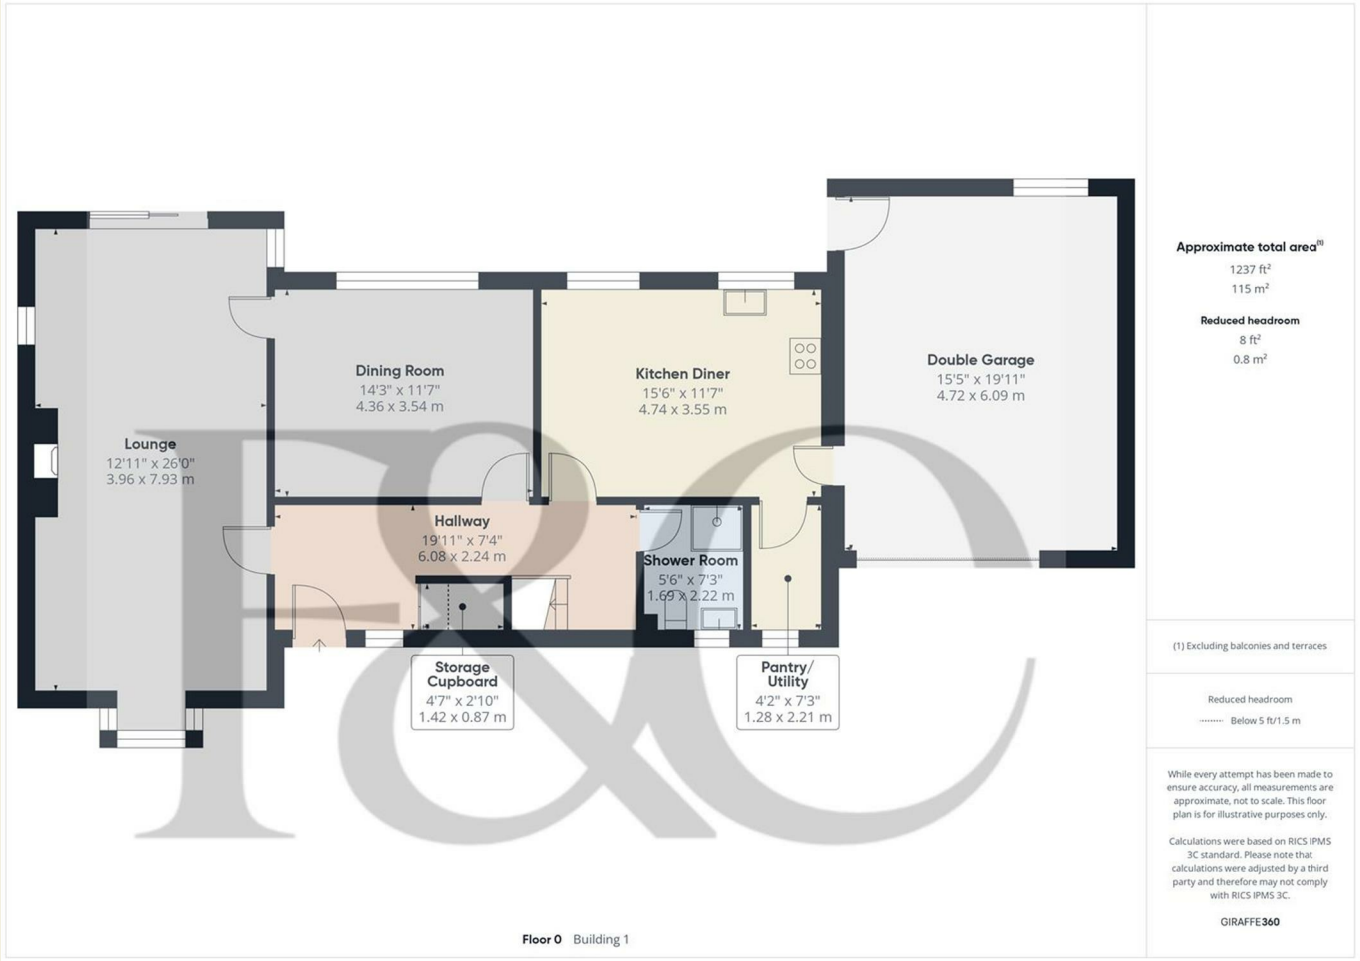 Lounge
12'11" x 26'0"
3.96 x 7.93 m
Dining Room
14'3" x 11'7"
4.36 x 3.54 m
Kitchen Diner
15'6" x 11'7"
4.74 x 3.55 m
Double Garage
15'5" x 19'11"
4.72 x 6.09 m
Hallway
19'11" x 7'4"
6.08 x 2.24 m
Shower Room
5'6" x 7'3"
1.69 x 2.22 m
Storage
Cupboard
4'7" x 2'10"
1.42 x 0.87 m
Pantry/
Utility
4'2" x 7'3"
1.28 x 2.21 m
F&C
Floor 0 Building 1
Approximate total area(1)
1237 ft²
115 m²
Reduced headroom
8 ft²
0.8 m²
(1) Excluding balconies and terraces
Reduced headroom
Below 5 ft/1.5 m
While every attempt has been made to
ensure accuracy, all measurements are
approximate, not to scale. This floor
plan is for illustrative purposes only.
Calculations were based on RICS IPMS
3C standard. Please note that
calculations were adjusted by a third
party and therefore may not comply
with RICS IPMS 3C.
GIRAFFE360